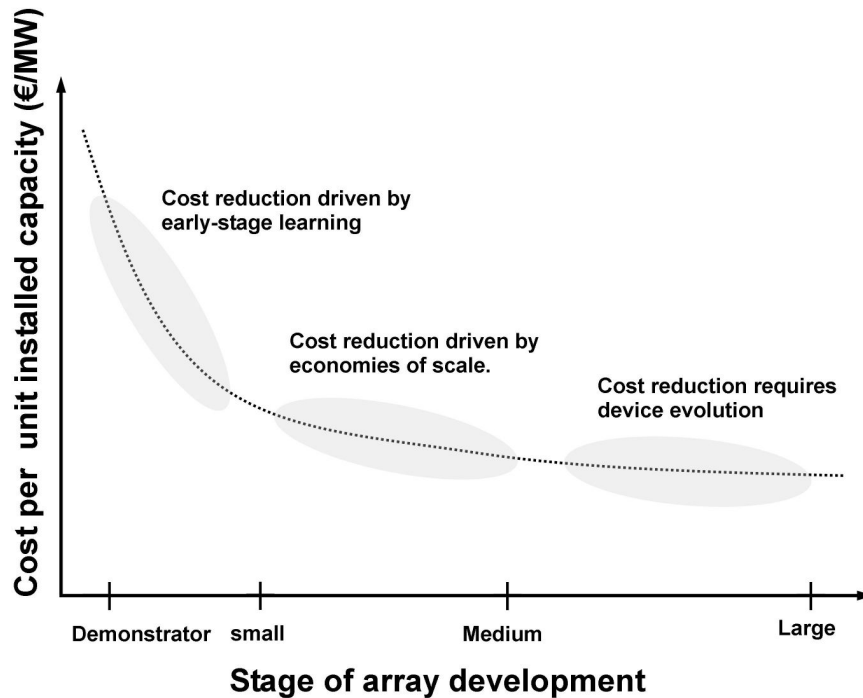 Cost per unit installed capacity (€/MW)
Cost reduction driven by
early-stage learning
Cost reduction driven by
economies of scale.
Cost reduction requires
device evolution
Demonstrator
small
Medium
Large
Stage of array development